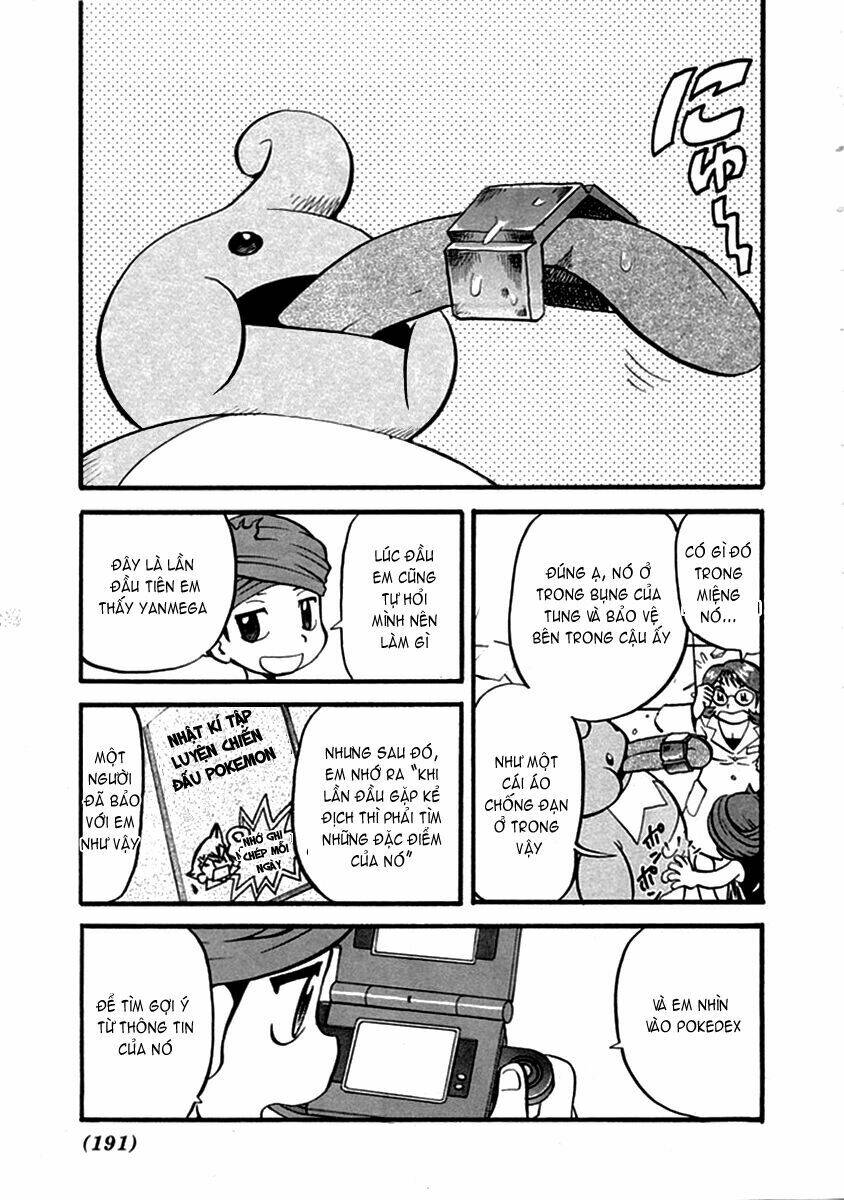 にゅ〜
CÓ GÌ ĐÓ
TRONG
MIỆNG
NÓ...
ĐÚNG Ạ, NÓ Ở
TRONG BỤNG CỦA
TUNG VÀ BẢO VỆ
BÊN TRONG CẬU ẤY
NHƯ MỘT
CÁI ÁO
CHỐNG ĐẠN
Ở TRONG
VẬY
ポンポン
LÚC ĐẦU
EM CŨNG
TỰ HỎI
MÌNH NÊN
LÀM GÌ
ĐÂY LÀ LẦN
ĐẦU TIÊN EM
THẤY YANMEGA
NHƯNG SAU ĐÓ,
EM NHỚ RA "KHI
LẦN ĐẦU GẶP KẺ
ĐỊCH THÌ PHẢI TÌM
NHỮNG ĐẶC ĐIỂM
CỦA NÓ"
NHẬT KÍ TẬP
LUYỆN CHIẾN
ĐẤU POKEMON
NHỚ GHI
CHÉP MỖI
NGÀY
MỘT
NGƯỜI
ĐÃ BẢO
VỚI EM
NHƯ VẬY
VÀ EM NHÌN
VÀO POKEDEX
ĐỂ TÌM GỢI Ý
TỪ THÔNG TIN
CỦA NÓ
(191)